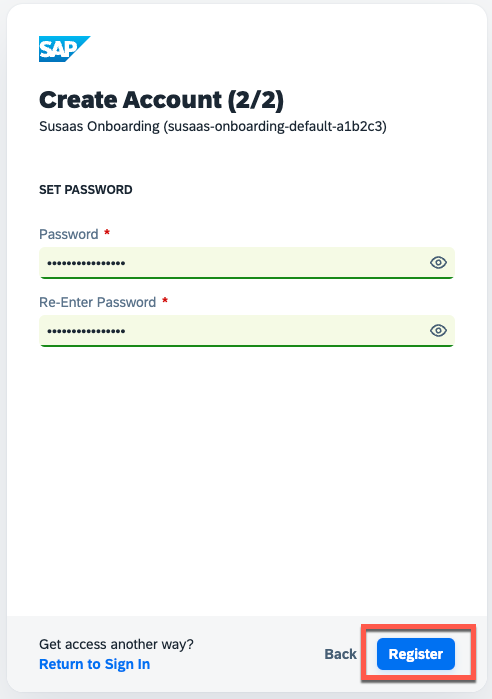 SAP
Create Account (2/2)
Susaas Onboarding (susaas-onboarding-default-a1b2c3)
SET PASSWORD
Password *
••••••••••••••••
Re-Enter Password *
••••••••••••••••
Get access another way?
Return to Sign In
Back
Register